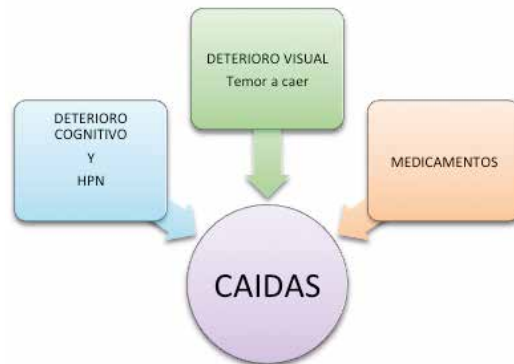 DETERIORO
COGNITIVO
Y
HPN
DETERIORO VISUAL
Temor a caer
MEDICAMENTOS
CAIDAS